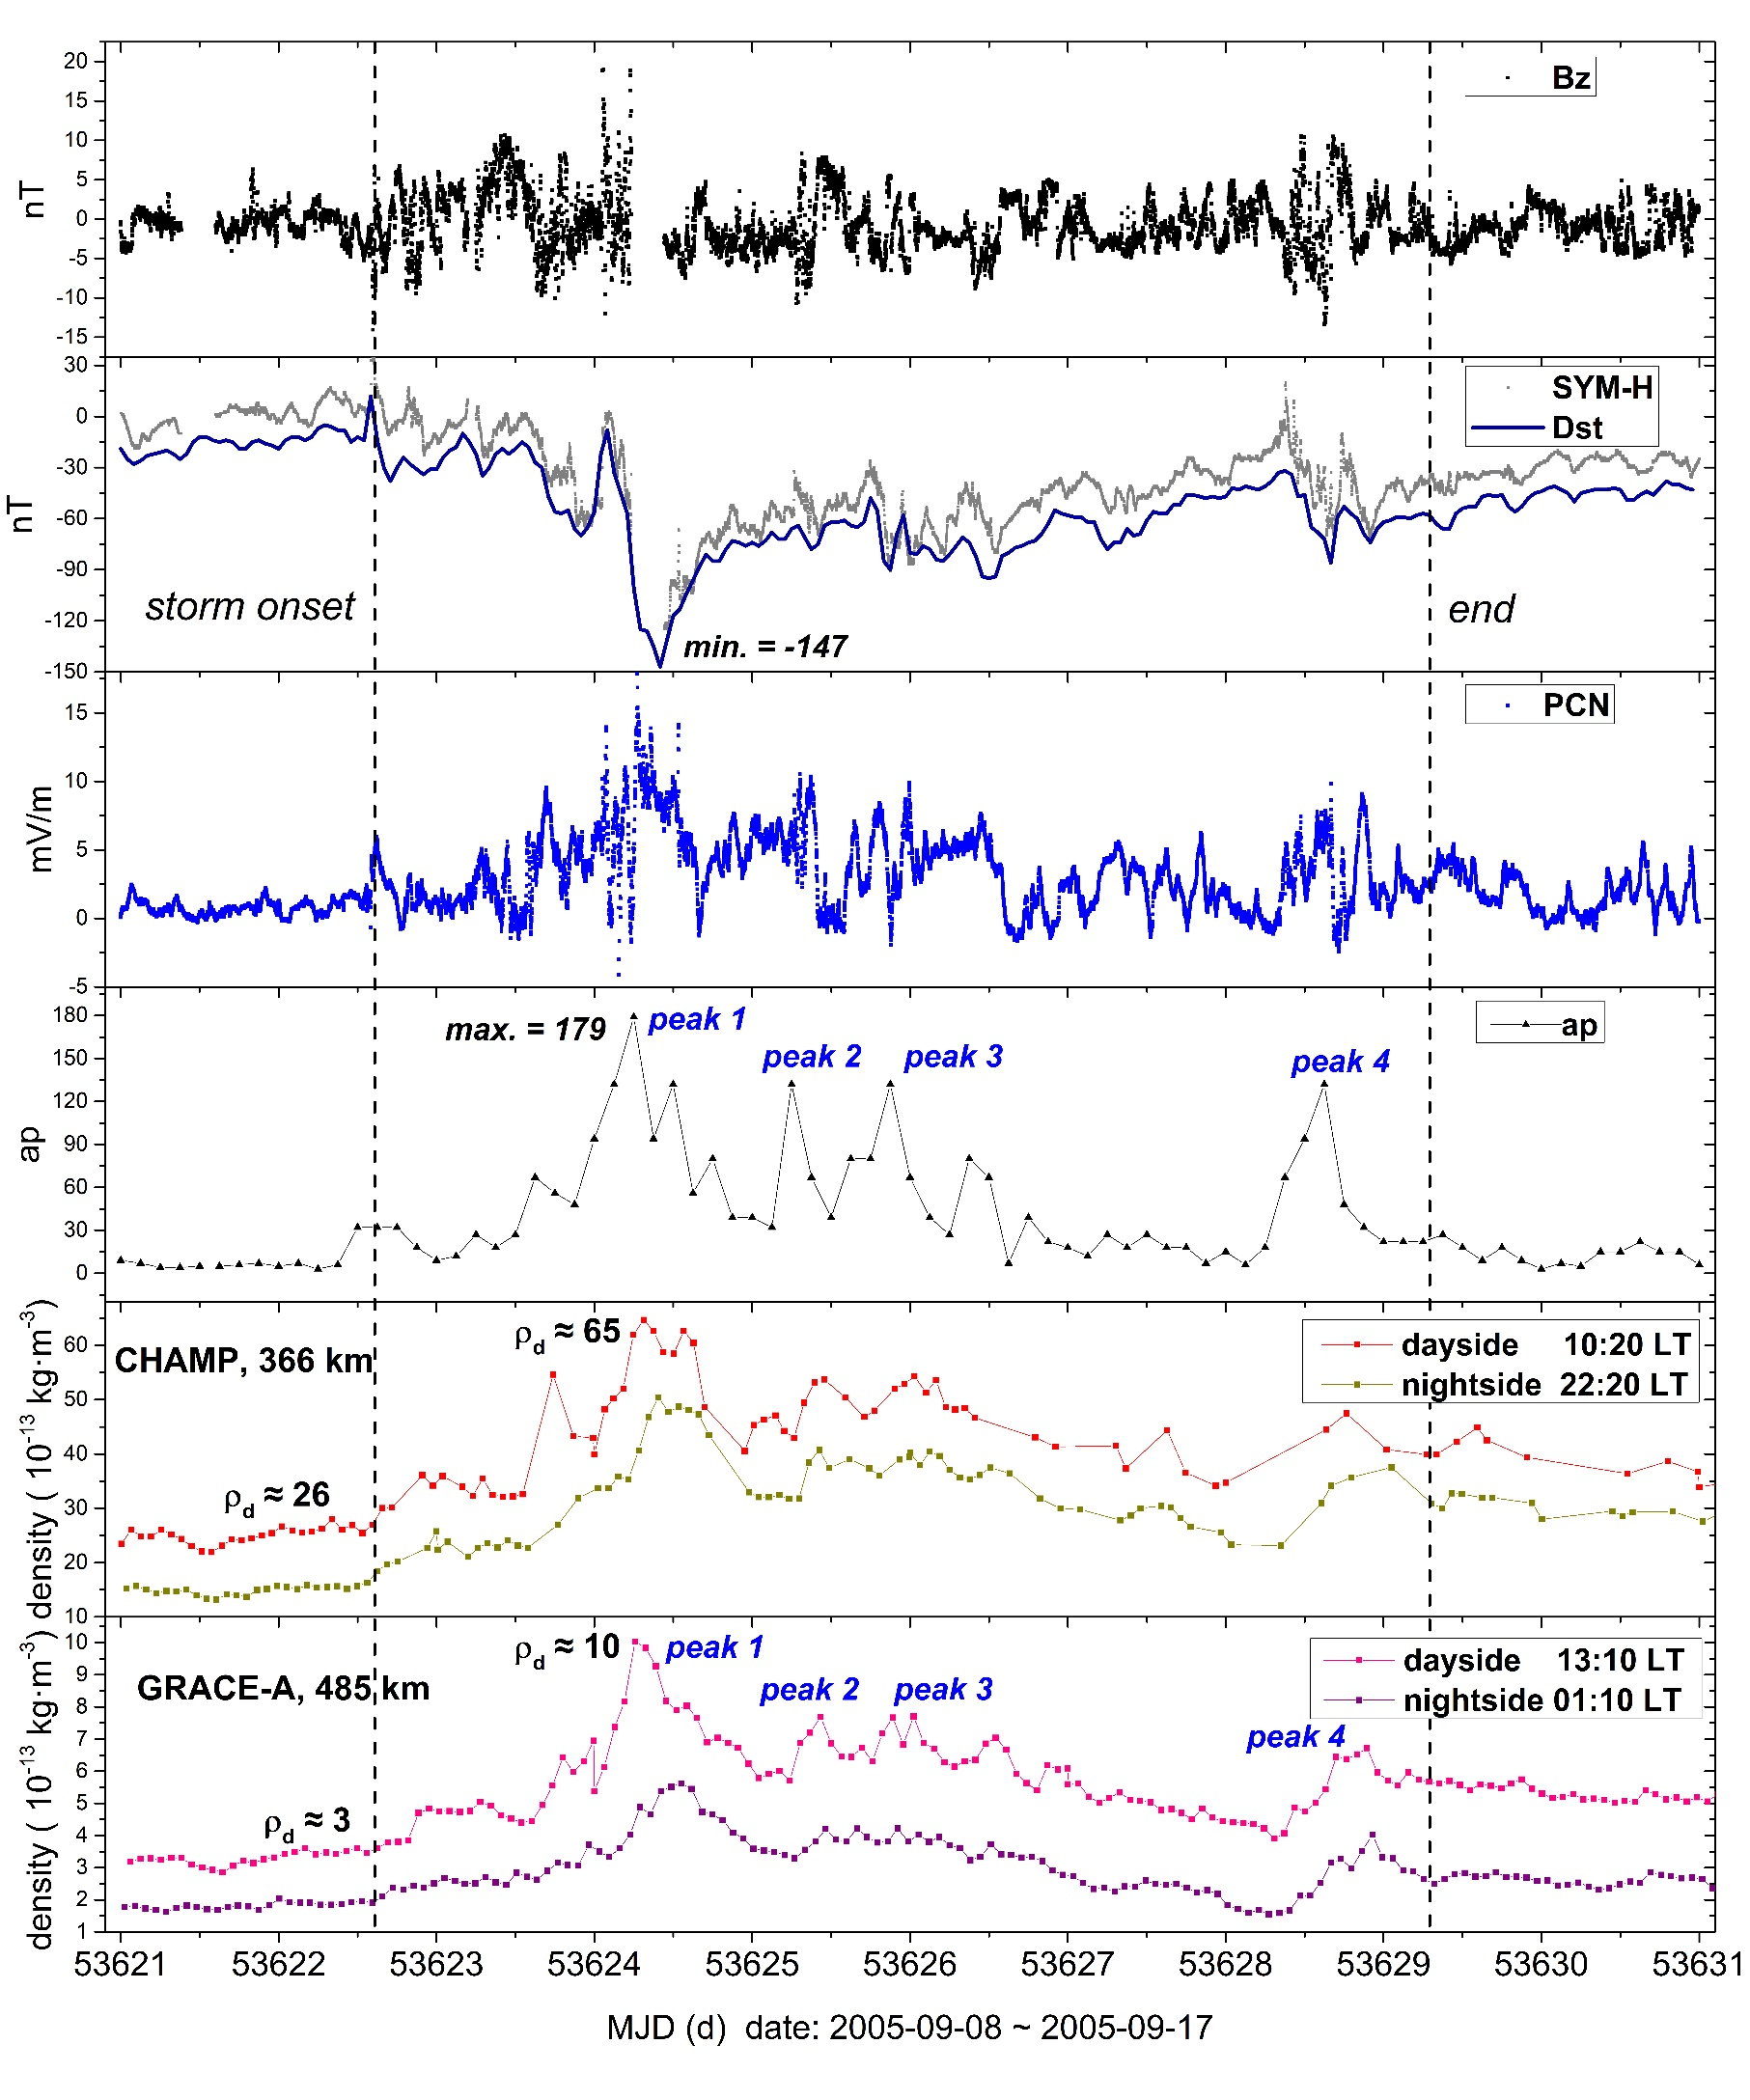 20
15
10
5
0
-5
-10
-15
nT
Bz
30
0
-30
-60
-90
-120
-150
nT
SYM-H
Dst
storm onset
min. = -147
end
15
10
5
0
-5
mV/m
PCN
180
150
120
90
60
30
0
ap
max. = 179
peak 1
peak 2
peak 3
peak 4
ap
60
50
40
30
20
10
density ( 10⁻¹³ kg·m⁻³)
CHAMP, 366 km
ρd ≈ 65
ρd ≈ 26
dayside 10:20 LT
nightside 22:20 LT
10
9
8
7
6
5
4
3
2
1
density ( 10⁻¹³ kg·m⁻³)
GRACE-A, 485 km
ρd ≈ 10
ρd ≈ 3
peak 1
peak 2
peak 3
peak 4
dayside 13:10 LT
nightside 01:10 LT
53621 53622 53623 53624 53625 53626 53627 53628 53629 53630 53631
MJD (d) date: 2005-09-08 ~ 2005-09-17